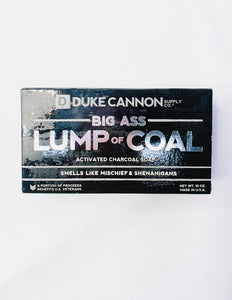 D DUKE CANNON SUPPLY CO.
BIG ASS
LUMP OF COAL
ACTIVATED CHARCOAL SOAP
SMELLS LIKE MISCHIEF & SHENANIGANS
A PORTION OF PROCEEDS BENEFITS U.S. VETERANS.
NET WT. 10 OZ.
MADE IN U.S.A.